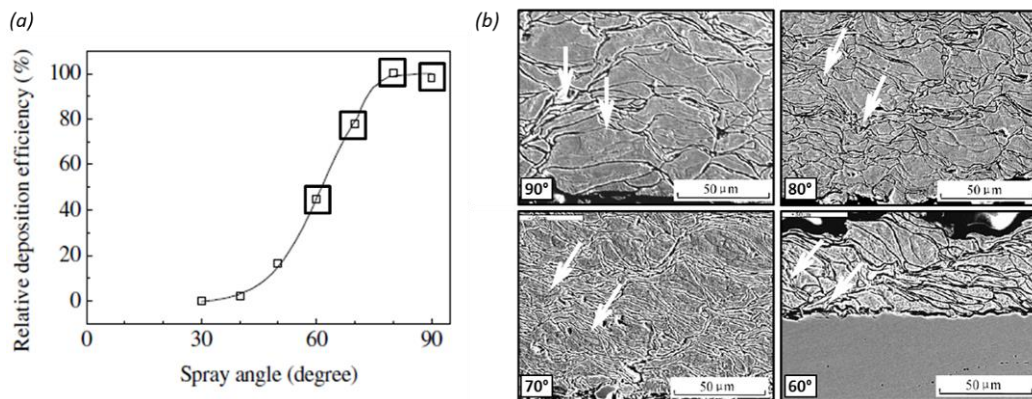 (a)
Relative deposition efficiency (%)
100
80
60
40
20
0
0
30
60
90
Spray angle (degree)
(b)
90°
50 μm
80°
50 μm
70°
50 μm
60°
50 μm